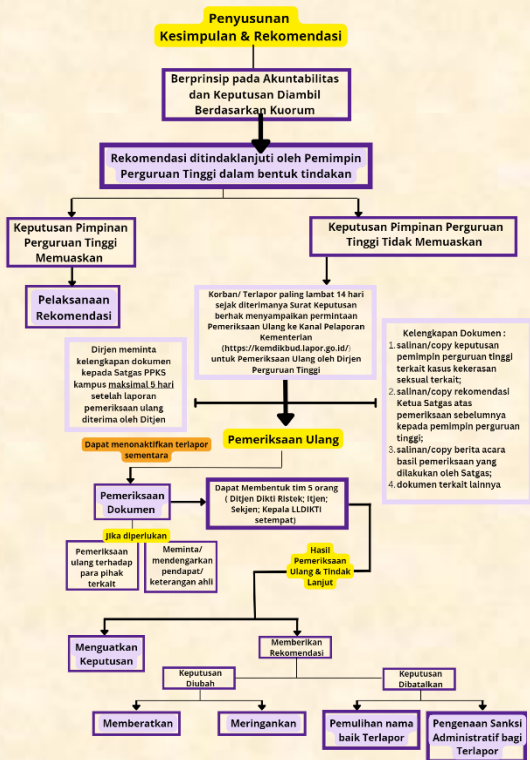 Penyusunan
Kesimpulan & Rekomendasi
Berprinsip pada Akuntabilitas
dan Keputusan Diambil
Berdasarkan Kuorum
Rekomendasi ditindaklanjuti oleh Pemimpin
Perguruan Tinggi dalam bentuk tindakan
Keputusan Pimpinan
Perguruan Tinggi
Memuaskan
Keputusan Pimpinan Perguruan
Tinggi Tidak Memuaskan
Pelaksanaan
Rekomendasi
Korban/ Terlapor paling lambat 14 hari
sejak diterimanya Surat Keputusan
berhak menyampaikan permintaan
Pemeriksaan Ulang ke Kanal Pelaporan
Kementerian
(https://kemdikbud.lapor.go.id/)
untuk Pemeriksaan Ulang oleh Dirjen
Perguruan Tinggi
Dirjen meminta
kelengkapan dokumen
kepada Satgas PPKS
kampus maksimal 5 hari
setelah laporan
pemeriksaan ulang
diterima oleh Ditjen
Kelengkapan Dokumen :
1. salinan/copy keputusan
pemimpin perguruan tinggi
terkait kasus kekerasan
seksual terkait;
2. salinan/copy rekomendasi
Ketua Satgas atas
pemeriksaan sebelumnya
kepada pemimpin perguruan
tinggi;
3. salinan/copy berita acara
basil pemeriksaan yang
dilakukan oleh Satgas;
4. dokumen terkait lainnya
Pemeriksaan Ulang
Dapat menonaktifkan terlapor
sementara
Pemeriksaan
Dokumen
Dapat Membentuk tim 5 orang
( Ditjen Dikti Ristek; Itjen;
Sekjen; Kepala LLDIKTI
setempat)
Jika diperlukan
Pemeriksaan
ulang terhadap
para pihak
terkait
Meminta/
mendengarkan
pendapat/
keterangan ahli
Hasil
Pemeriksaan
Ulang & Tindak
Lanjut
Menguatkan
Keputusan
Memberikan
Rekomendasi
Keputusan
Diubah
Keputusan
Dibatalkan
Memberatkan
Meringankan
Pemulihan nama
baik Terlapor
Pengenaan Sanksi
Administratif bagi
Terlapor